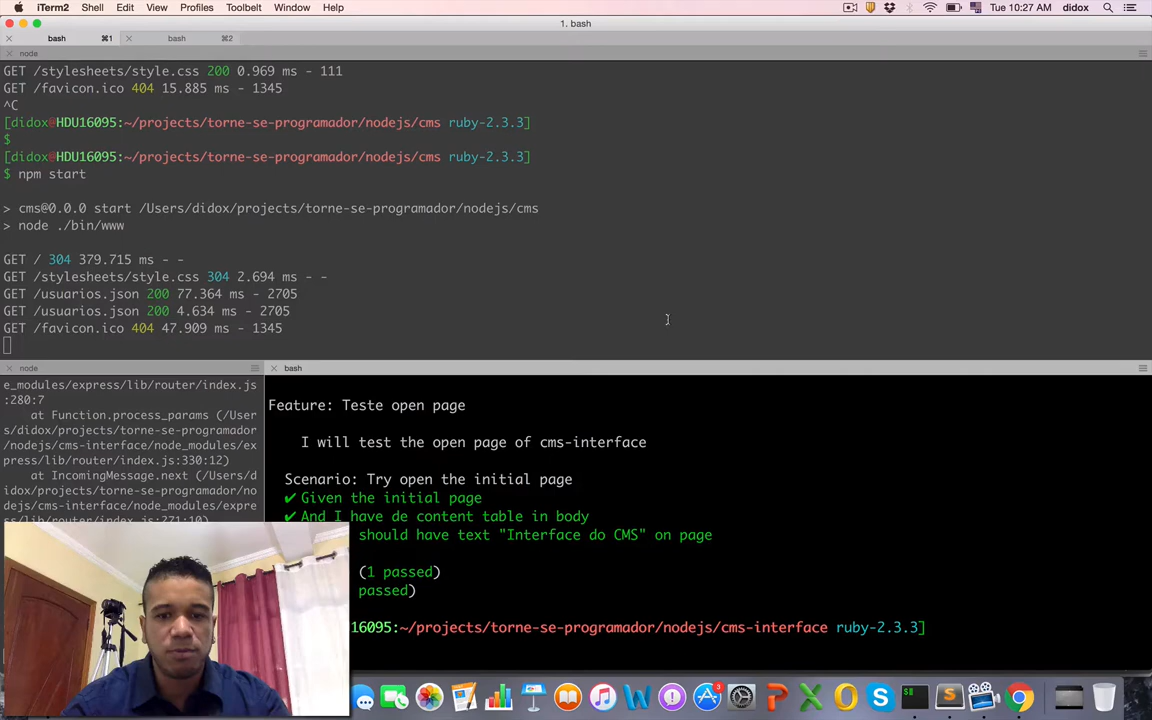 iTerm2 Shell Edit View Profiles Toolbelt Window Help Tue 10:27 AM didox
1. bash
bash ⌘1 bash ⌘2
node
GET /stylesheets/style.css 200 0.969 ms - 111
GET /favicon.ico 404 15.885 ms - 1345
^C
[didox@HDU16095:~/projects/torne-se-programador/nodejs/cms ruby-2.3.3]
$
[didox@HDU16095:~/projects/torne-se-programador/nodejs/cms ruby-2.3.3]
$ npm start
> cms@0.0.0 start /Users/didox/projects/torne-se-programador/nodejs/cms
> node ./bin/www
GET / 304 379.715 ms - -
GET /stylesheets/style.css 304 2.694 ms - -
GET /usuarios.json 200 77.364 ms - 2705
GET /usuarios.json 200 4.634 ms - 2705
GET /favicon.ico 404 47.909 ms - 1345
node
e_modules/express/lib/router/index.js
:280:7
at Function.process_params (/User
s/didox/projects/torne-se-programador
/nodejs/cms-interface/node_modules/ex
press/lib/router/index.js:330:12)
at IncomingMessage.next (/Users/d
idox/projects/torne-se-programador/no
dejs/cms-interface/node_modules/expre
ss/lib/router/index.js:271:10)
bash
Feature: Teste open page
I will test the open page of cms-interface
Scenario: Try open the initial page
✔ Given the initial page
✔ And I have de content table in body
should have text "Interface do CMS" on page
(1 passed)
passed)
16095:~/projects/torne-se-programador/nodejs/cms-interface ruby-2.3.3]